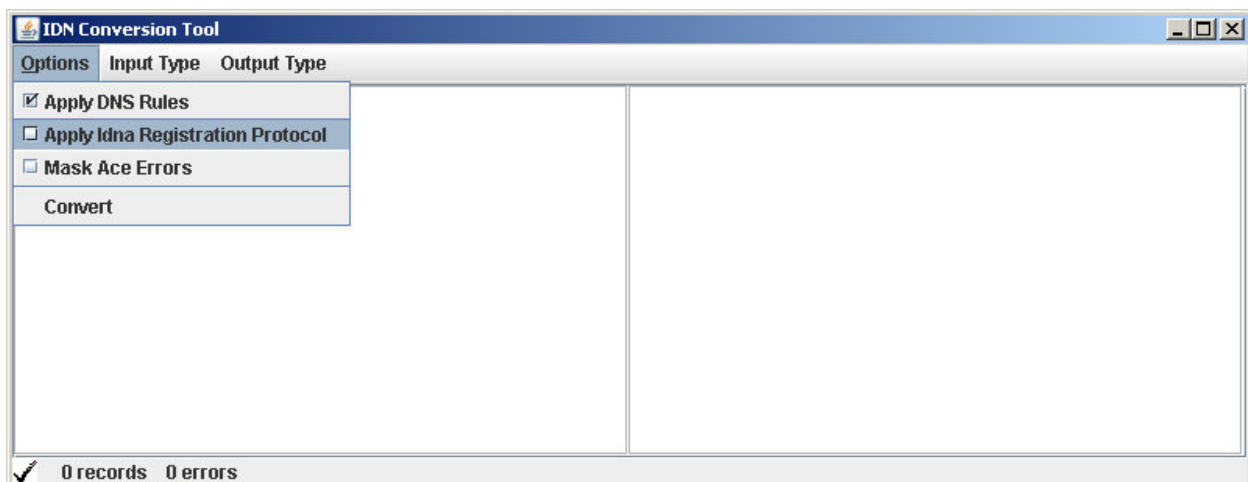 IDN Conversion Tool
Options Input Type Output Type
Apply DNS Rules
Apply Idna Registration Protocol
Mask Ace Errors
Convert
0 records 0 errors